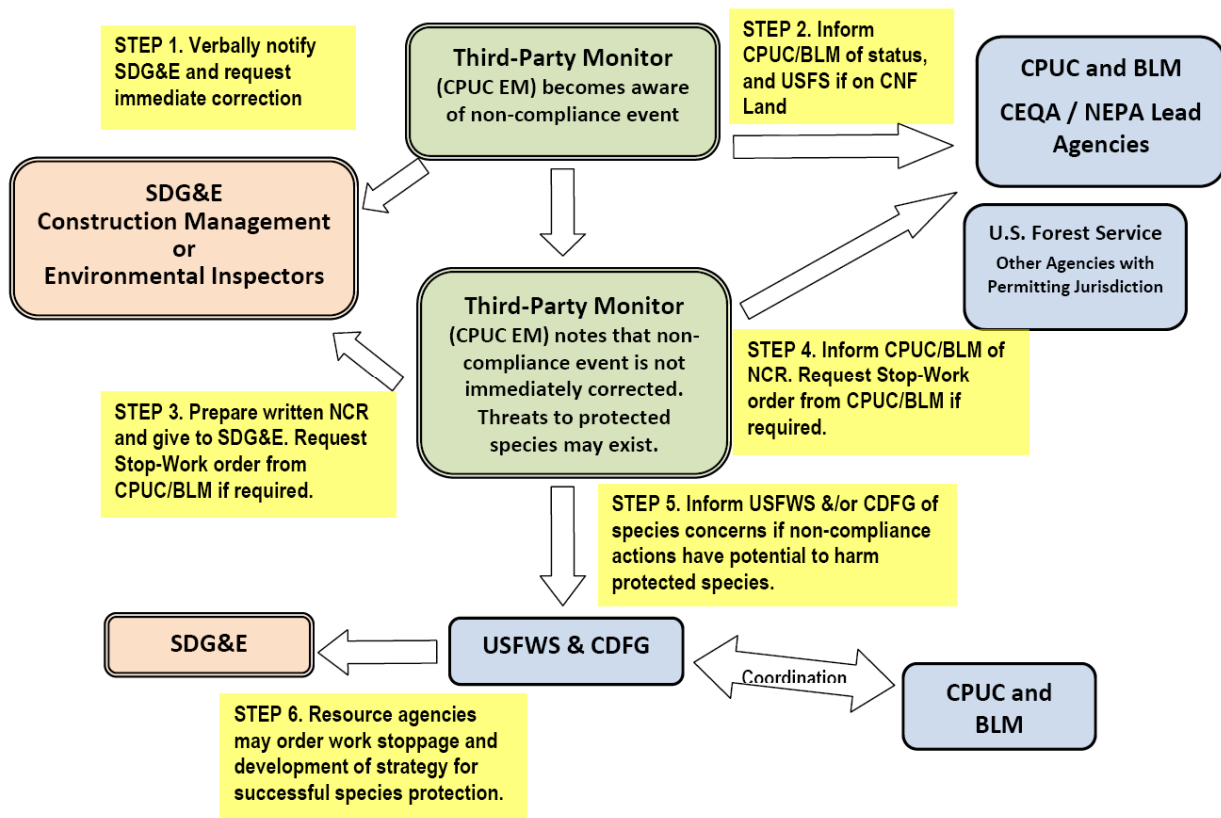 STEP 1. Verbally notify
SDG&E and request
immediate correction
Third-Party Monitor
(CPUC EM) becomes aware
of non-compliance event
STEP 2. Inform
CPUC/BLM of status,
and USFS if on CNF
Land
CPUC and BLM
CEQA / NEPA Lead
Agencies
SDG&E
Construction Management
or
Environmental Inspectors
U.S. Forest Service
Other Agencies with
Permitting Jurisdiction
Third-Party Monitor
(CPUC EM) notes that non-
compliance event is not
immediately corrected.
Threats to protected
species may exist.
STEP 3. Prepare written NCR
and give to SDG&E. Request
Stop-Work order from
CPUC/BLM if required.
STEP 4. Inform CPUC/BLM of
NCR. Request Stop-Work
order from CPUC/BLM if
required.
STEP 5. Inform USFWS &/or CDFG of
species concerns if non-compliance
actions have potential to harm
protected species.
SDG&E
USFWS & CDFG
Coordination
CPUC and
BLM
STEP 6. Resource agencies
may order work stoppage and
development of strategy for
successful species protection.